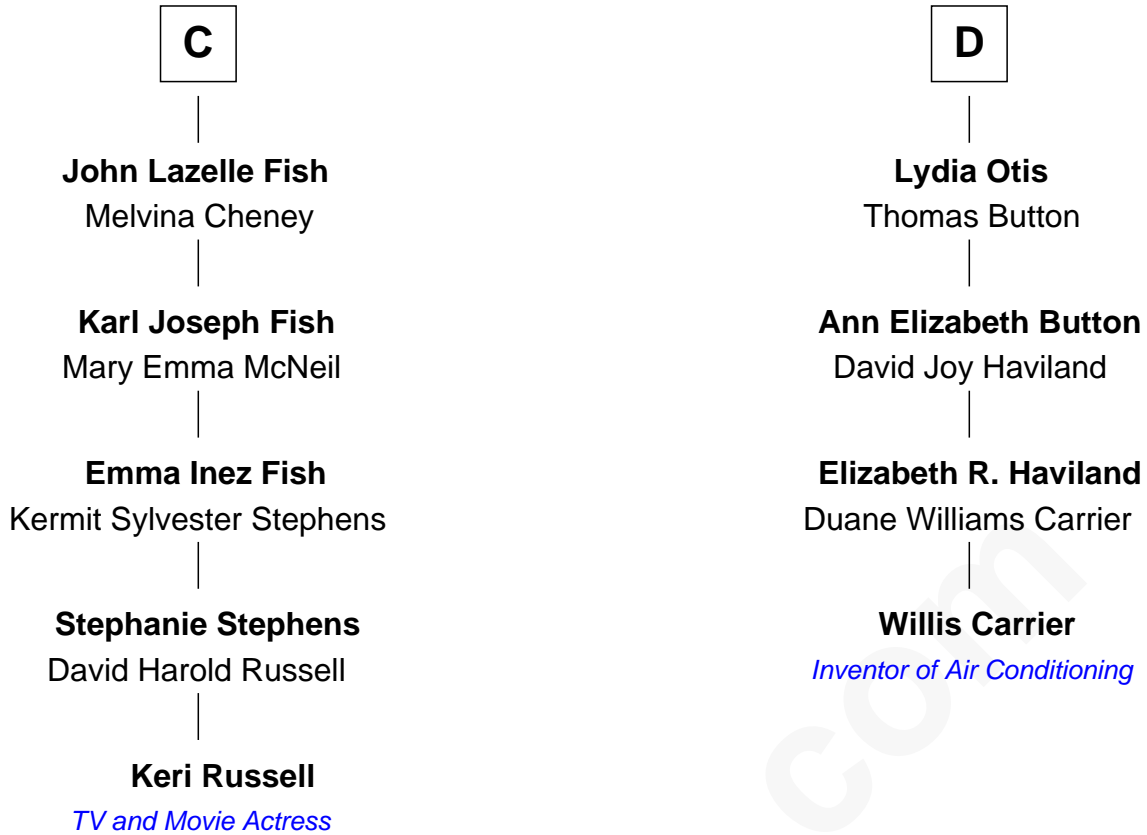 C
John Lazelle Fish
Melvina Cheney
Karl Joseph Fish
Mary Emma McNeil
Emma Inez Fish
Kermit Sylvester Stephens
Stephanie Stephens
David Harold Russell
Keri Russell
TV and Movie Actress
D
Lydia Otis
Thomas Button
Ann Elizabeth Button
David Joy Haviland
Elizabeth R. Haviland
Duane Williams Carrier
Willis Carrier
Inventor of Air Conditioning
com